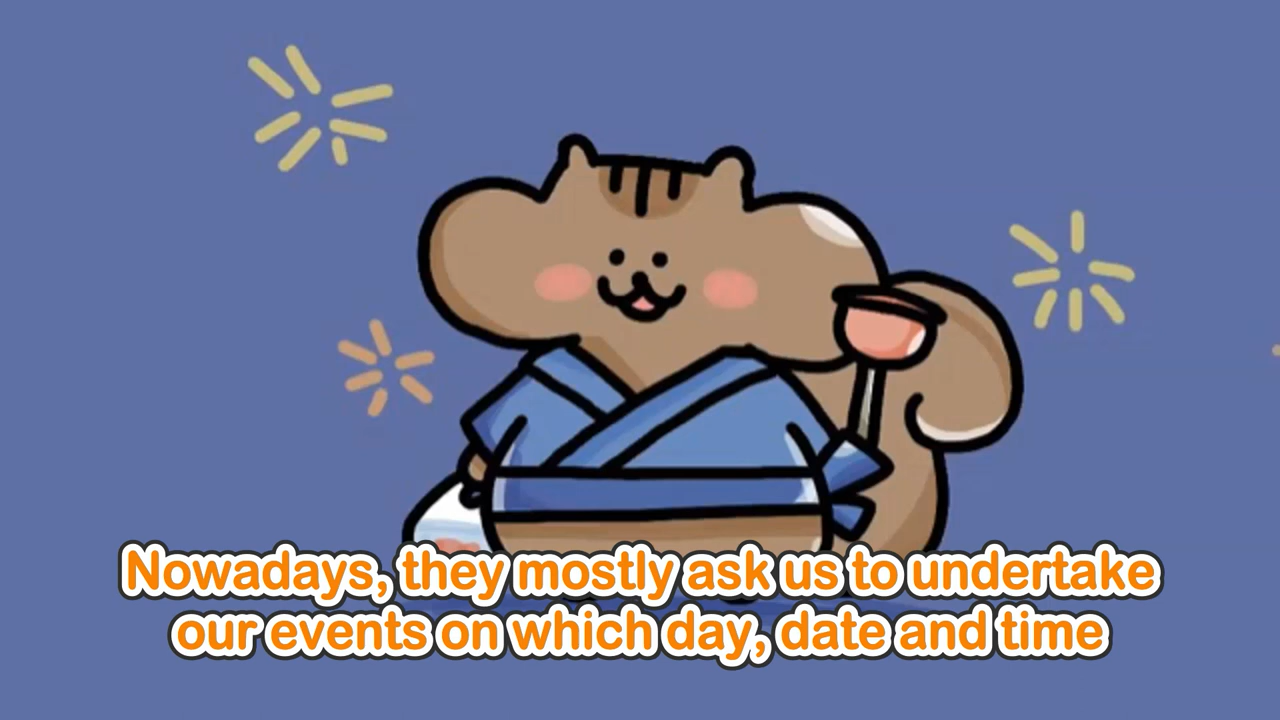 Nowadays, they mostly ask us to undertake
our events on which day, date and time